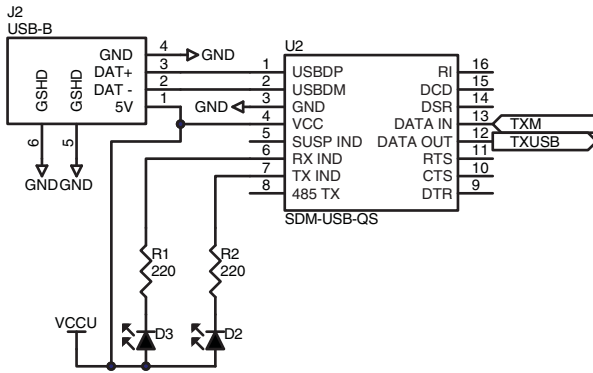 J2
USB-B
GND 4 GND
DAT+ 3
DAT - 2
5V 1
GSHD GSHD
6 5
GND GND
U2
1 USBDP RI 16
2 USBDM DCD 15
GND 3 GND DSR 14
4 VCC DATA IN 13 TXM
5 SUSP IND DATA OUT 12 TXUSB
6 RX IND RTS 11
7 TX IND CTS 10
8 485 TX DTR 9
SDM-USB-QS
R1 R2
220 220
VCCU
D3 D2